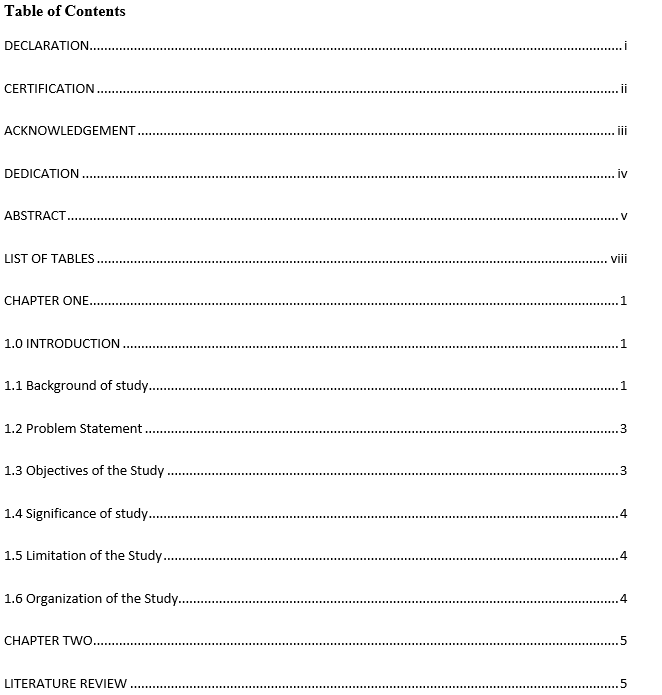 Table of Contents
DECLARATION.....i
CERTIFICATION.....ii
ACKNOWLEDGEMENT.....iii
DEDICATION.....iv
ABSTRACT.....v
LIST OF TABLES.....viii
CHAPTER ONE.....1
1.0 INTRODUCTION.....1
1.1 Background of study.....1
1.2 Problem Statement.....3
1.3 Objectives of the Study.....3
1.4 Significance of study.....4
1.5 Limitation of the Study.....4
1.6 Organization of the Study.....4
CHAPTER TWO.....5
LITERATURE REVIEW.....5